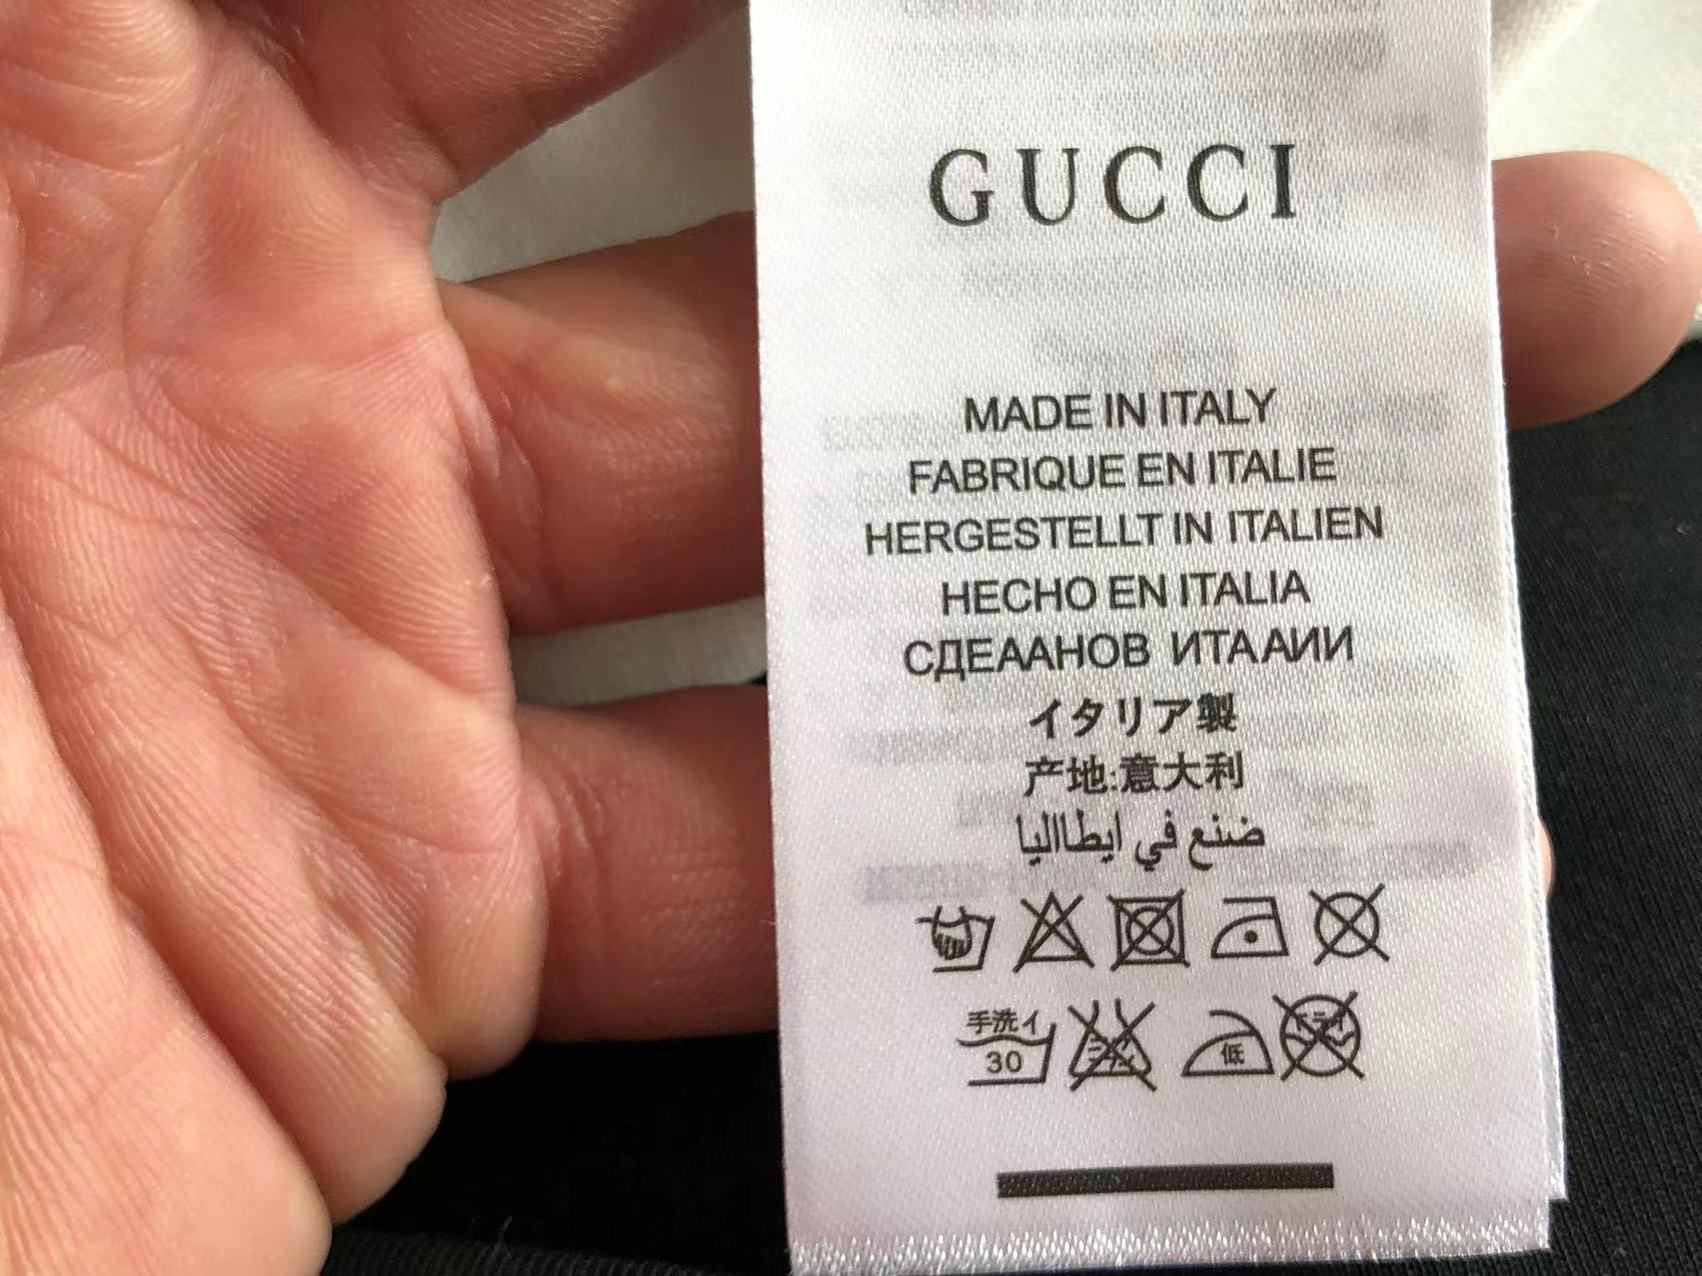 GUCCI
MADE IN ITALY
FABRIQUE EN ITALIE
HERGESTELLT IN ITALIEN
HECHO EN ITALIA
СДЕААНОВ ИТААИИ
イタリア製
产地:意大利
ضنع في ايطااليا
手洗イ
30
低